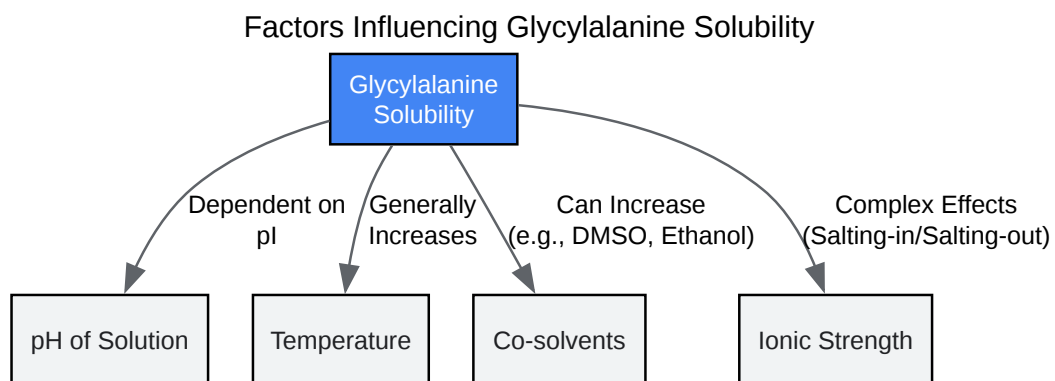 Factors Influencing Glycylalanine Solubility
Glycylalanine
Solubility
Dependent on
pI
Generally
Increases
Can Increase
(e.g., DMSO, Ethanol)
Complex Effects
(Salting-in/Salting-out)
pH of Solution
Temperature
Co-solvents
Ionic Strength